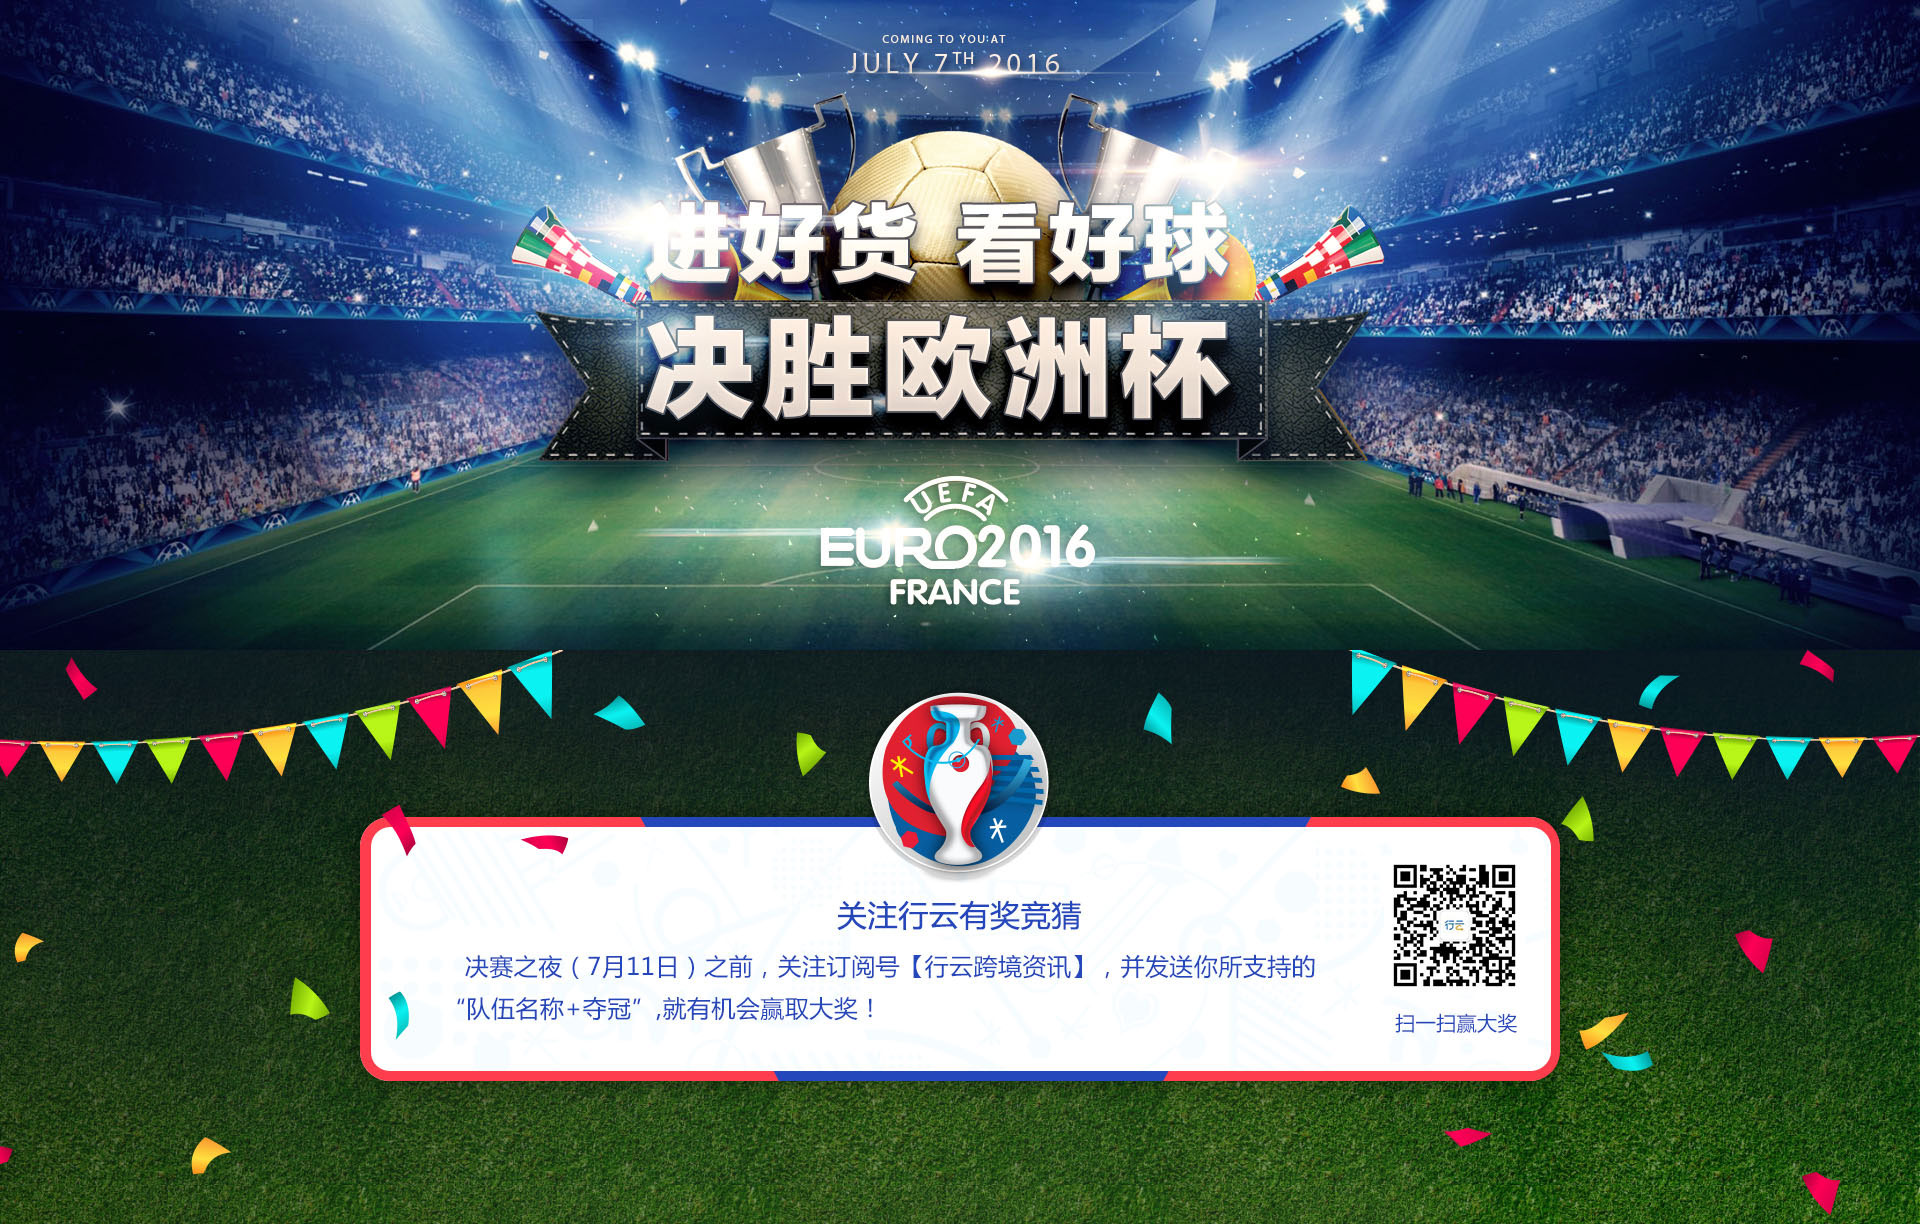 COMING TO YOU AT
JULY 7TH 2016
进好货 看好球
决胜欧洲杯
UEFA
EURO2016
FRANCE
关注行云有奖竞猜
决赛之夜（7月11日）之前，关注订阅号【行云跨境资讯】，并发送你所支持的
“队伍名称+夺冠”,就有机会赢取大奖！
行云
扫一扫赢大奖